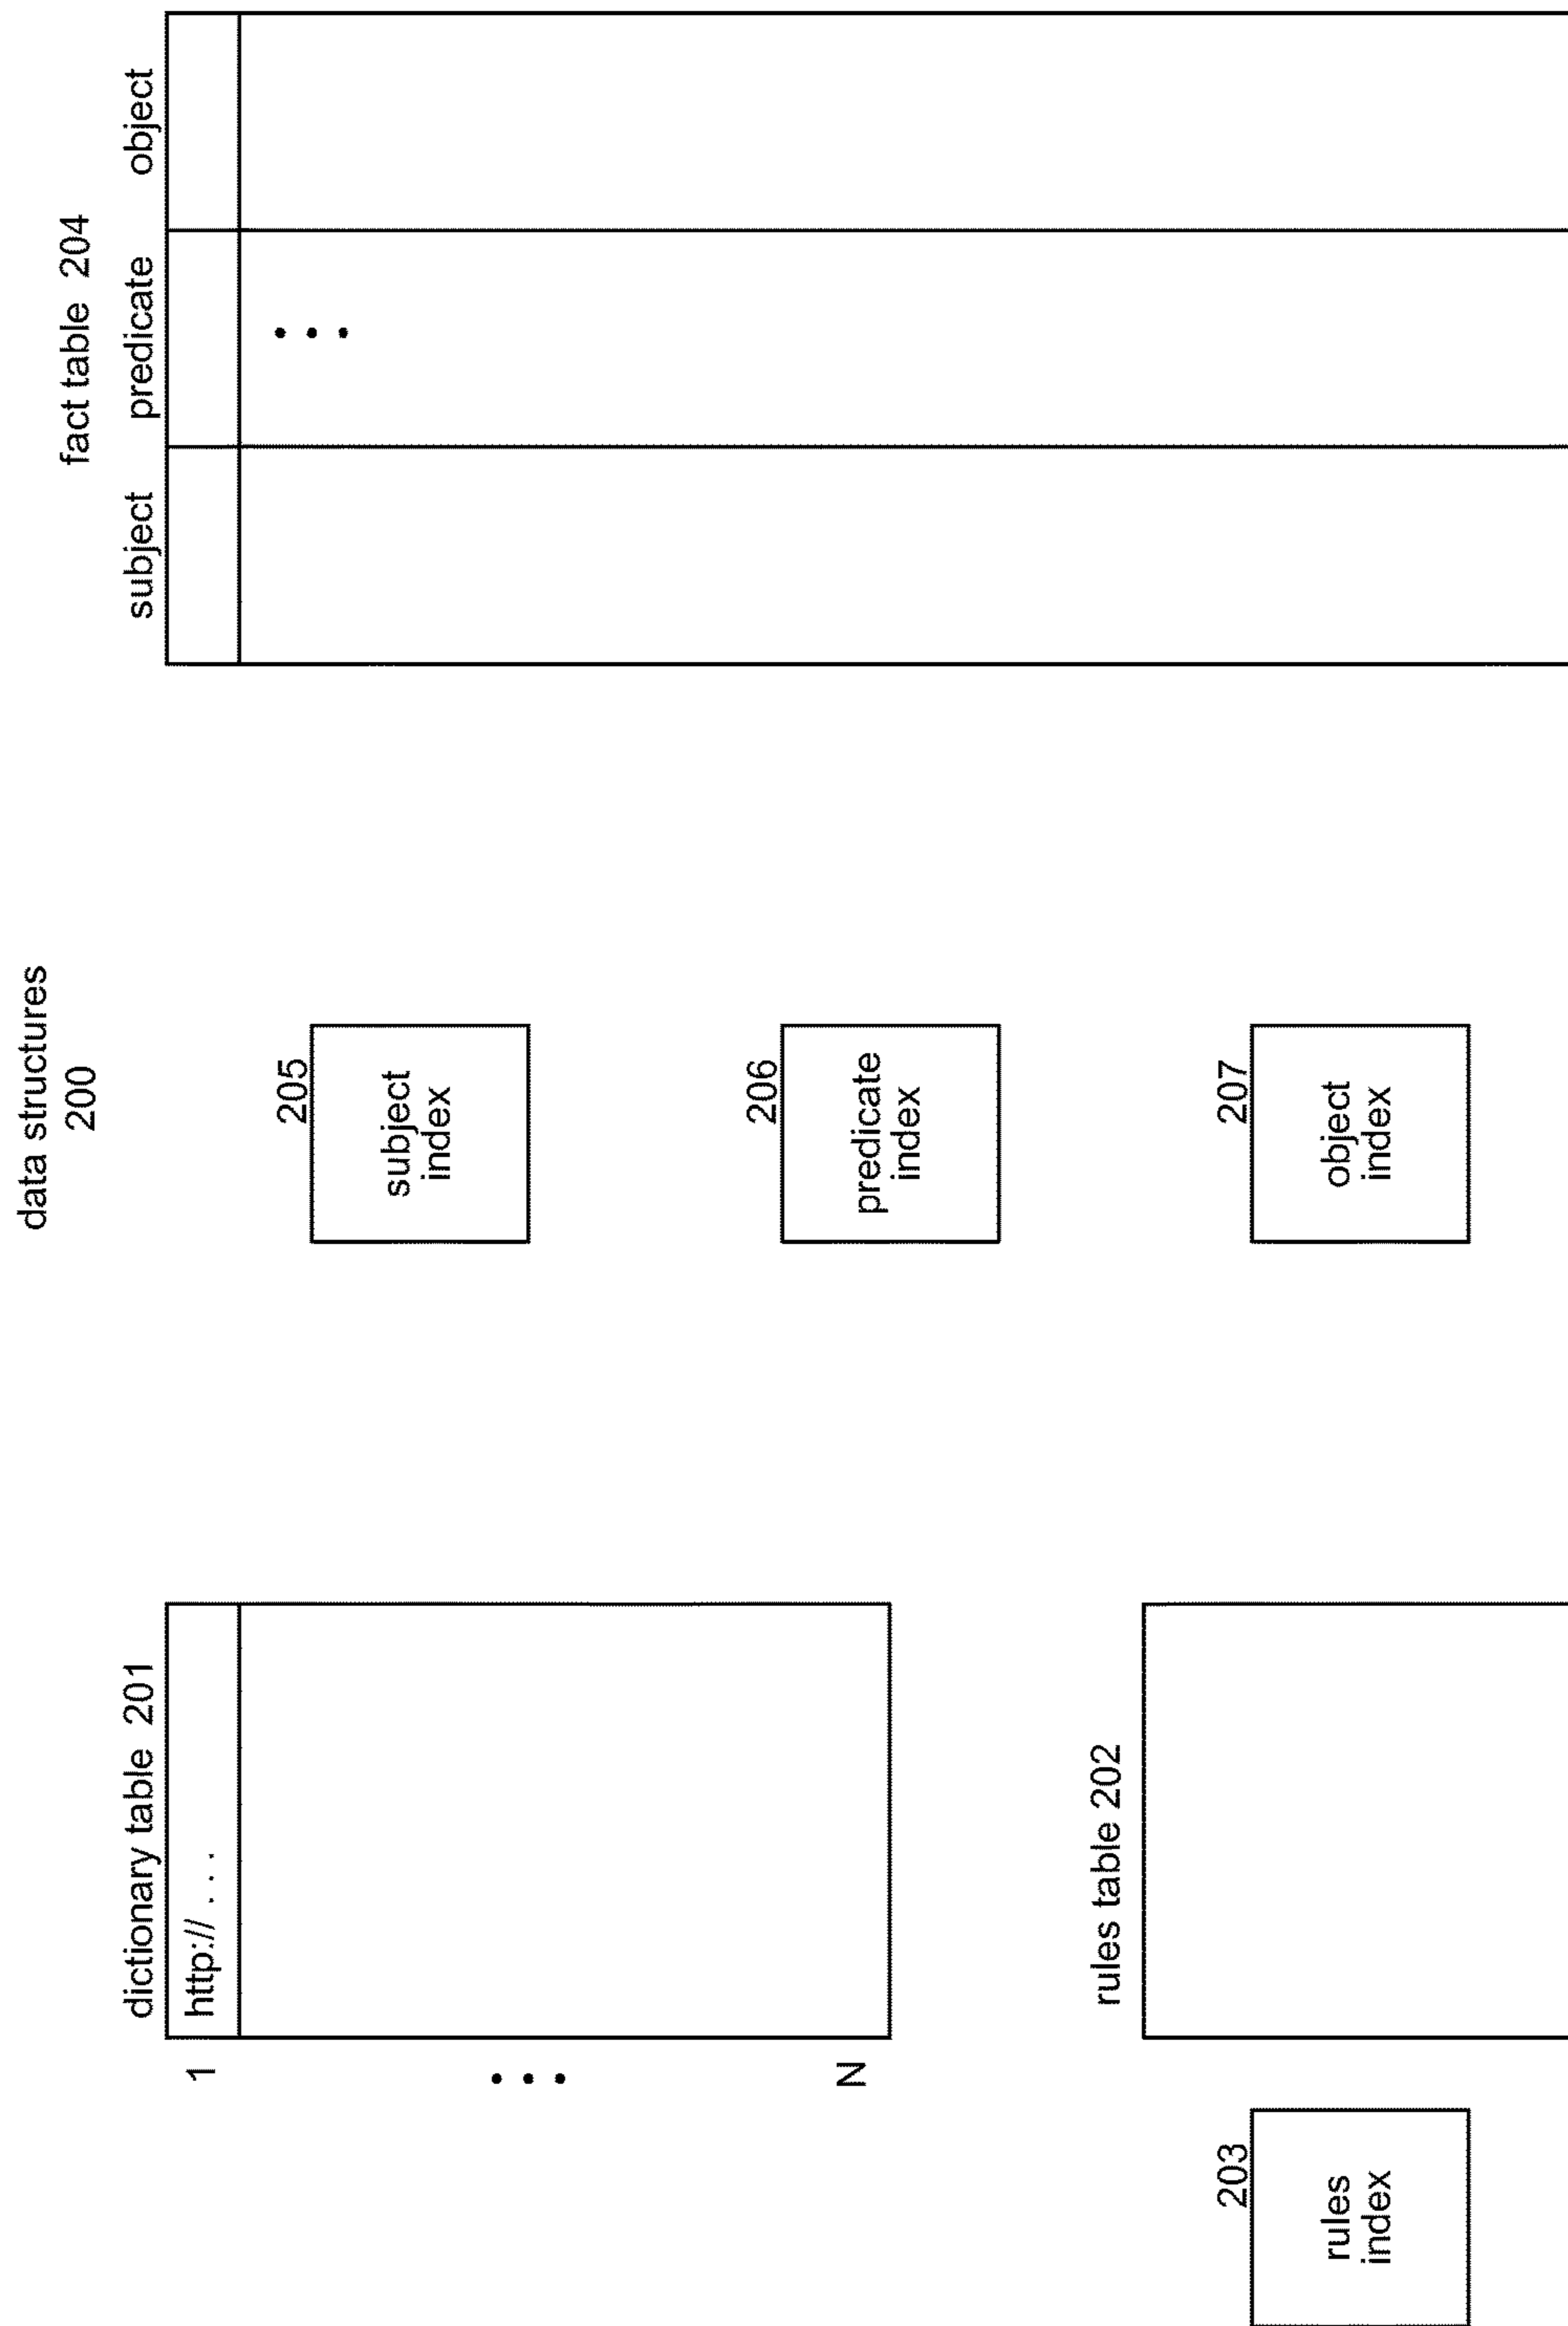 data structures
200
dictionary table 201
1
http:// . . .
N
rules table 202
203
rules
index
205
subject
index
206
predicate
index
207
object
index
fact table 204
subject predicate object